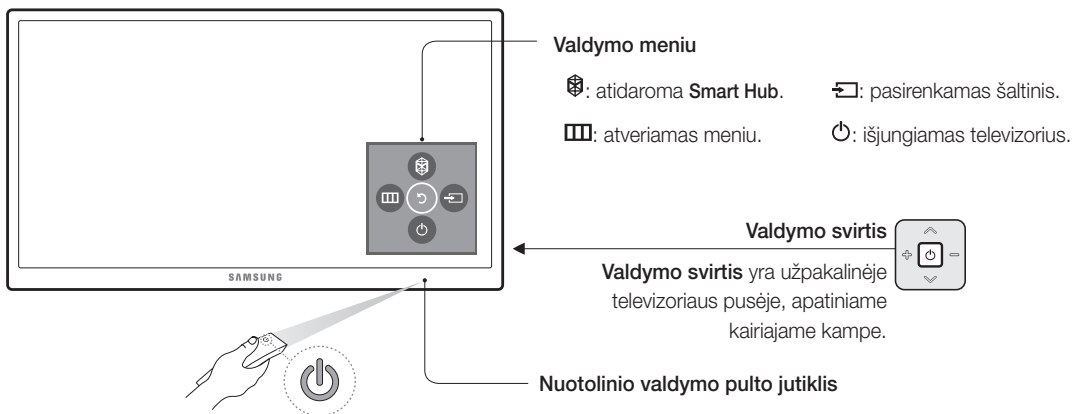 Valdymo meniu
: atidaroma Smart Hub.
: pasirenkamas šaltinis.
: atveriamas meniu.
: išjungiamas televizorius.
SAMSUNG
Valdymo svirtis
Valdymo svirtis yra užpakalinėje
televizoriaus pusėje, apatiniame
kairiajame kampe.
Nuotolinio valdymo pulto jutiklis